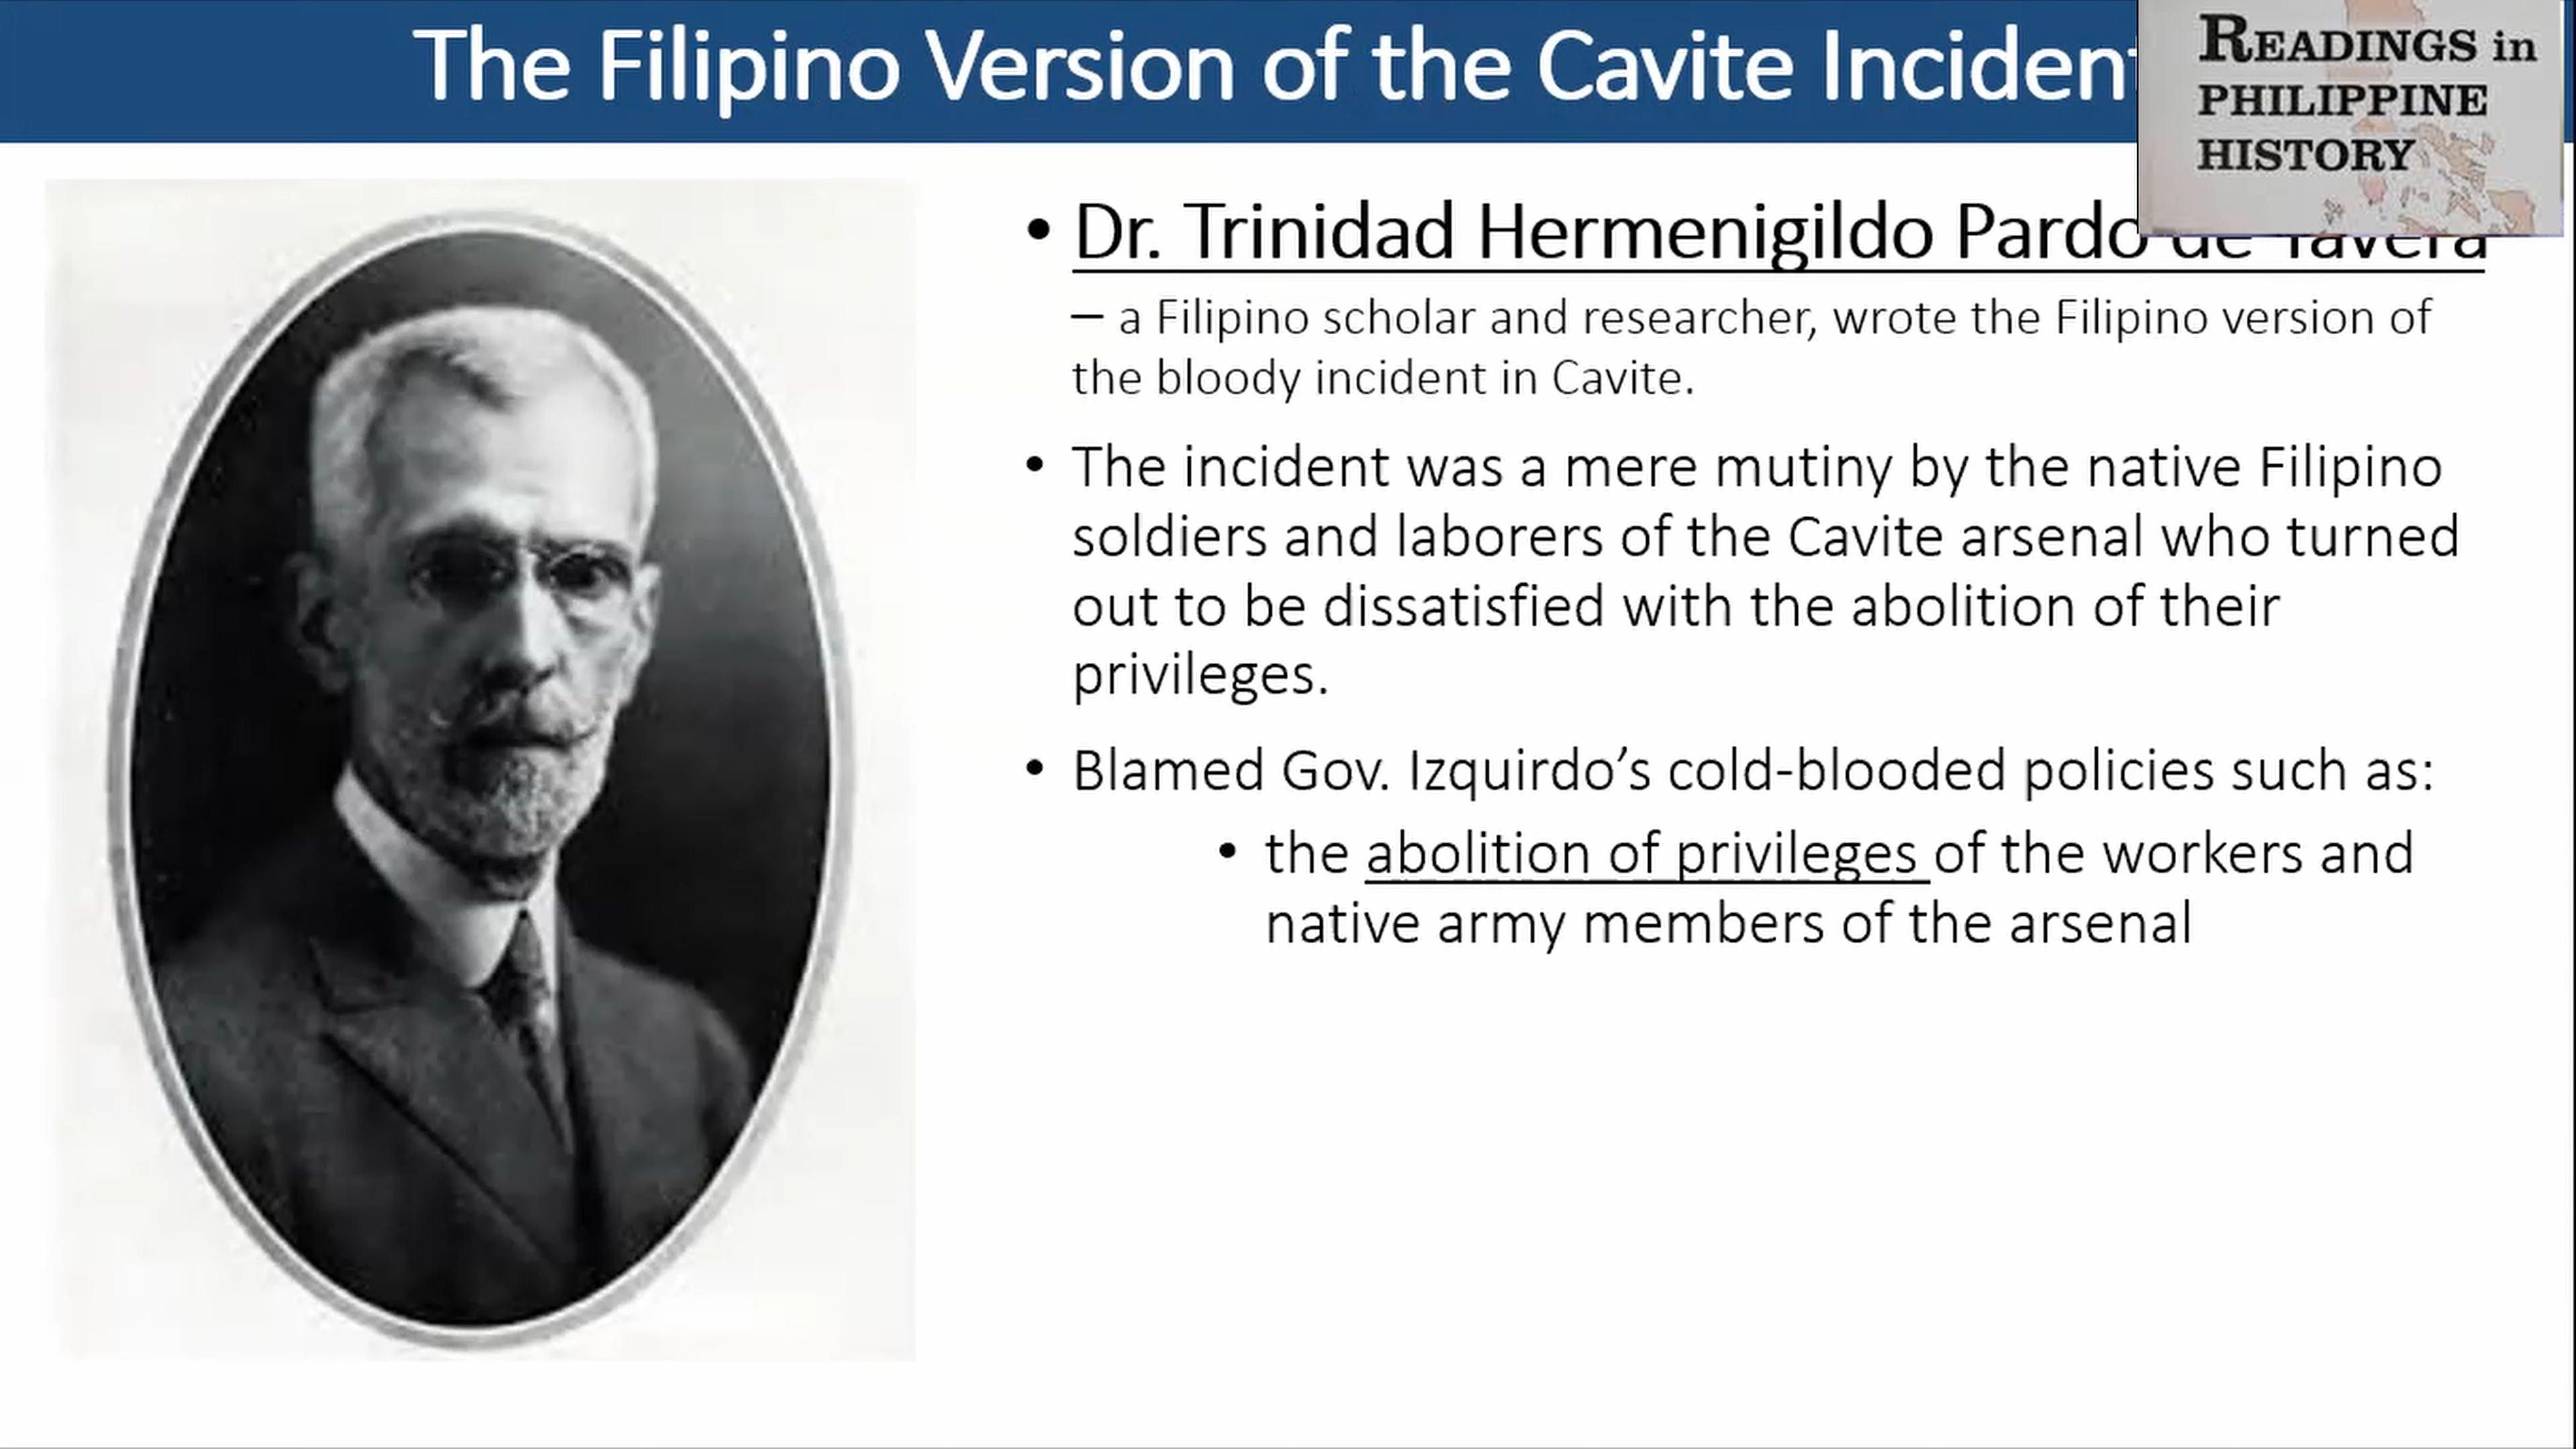 The Filipino Version of the Cavite Incident
READINGS in
PHILIPPINE
HISTORY
• Dr. Trinidad Hermenigildo Pardo de Tavera
– a Filipino scholar and researcher, wrote the Filipino version of
the bloody incident in Cavite.
• The incident was a mere mutiny by the native Filipino
soldiers and laborers of the Cavite arsenal who turned
out to be dissatisfied with the abolition of their
privileges.
• Blamed Gov. Izquirdo’s cold-blooded policies such as:
• the abolition of privileges of the workers and
native army members of the arsenal